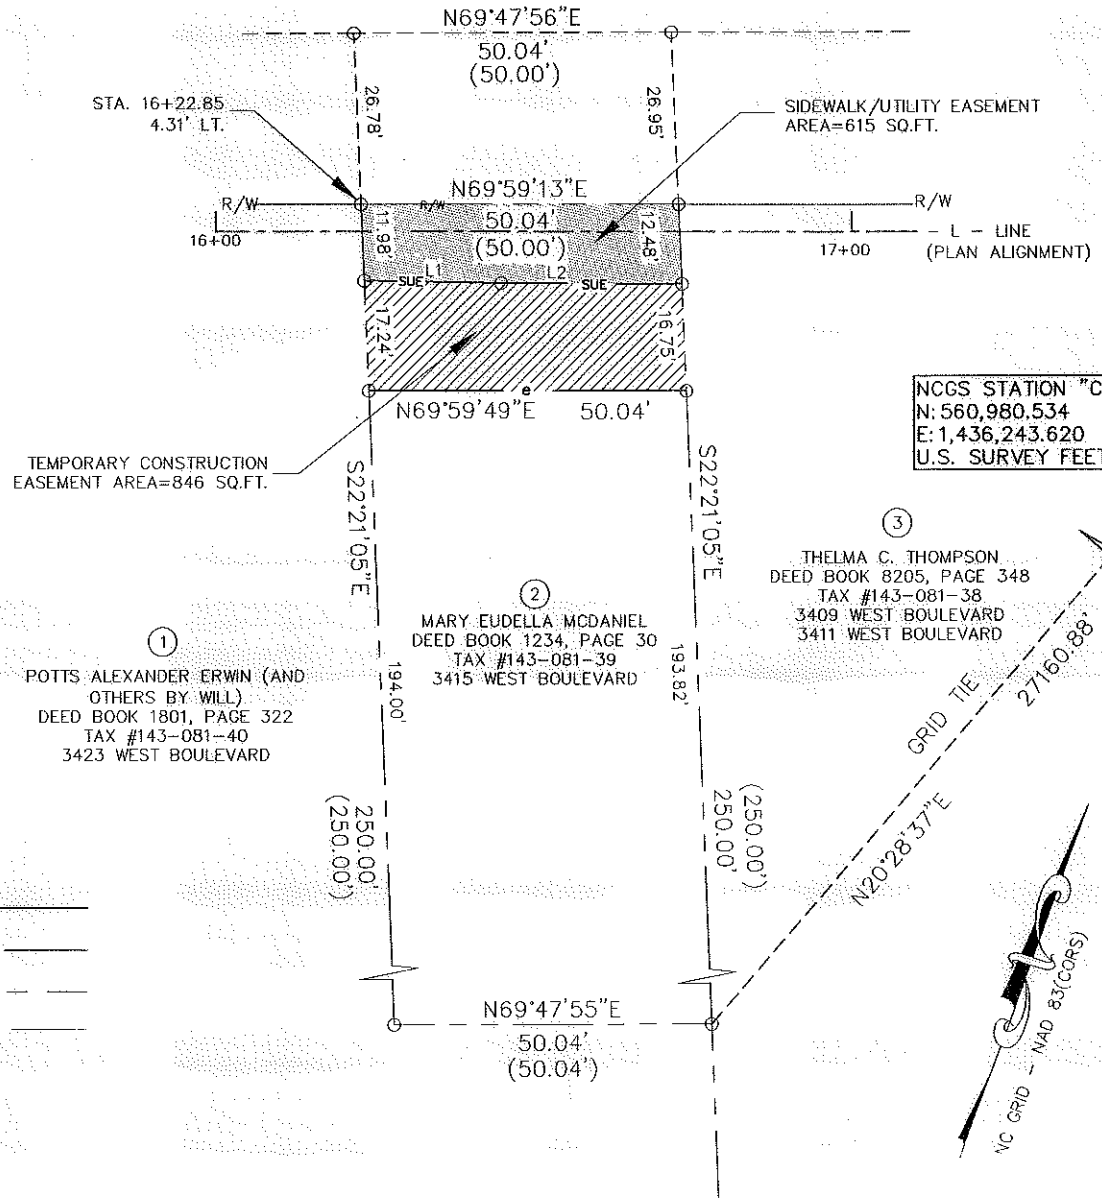 N69°47'56"E
50.04'
(50.00')
26.78'
26.95'
STA. 16+22.85
4.31' LT.
SIDEWALK/UTILITY EASEMENT
AREA=615 SQ.FT.
R/W
N69°59'13"E
R/W
R/W
50.04'
(50.00')
11.98'
12.48'
16+00
17+00
- L - LINE
(PLAN ALIGNMENT)
L1
L2
SUE
SUE
17.24'
16.75'
e
N69°59'49"E 50.04'
NCGS STATION "C
N: 560,980.534
E: 1,436,243.620
U.S. SURVEY FEET
TEMPORARY CONSTRUCTION
EASEMENT AREA=846 SQ.FT.
S22°21'05"E
S22°21'05"E
3
THELMA C. THOMPSON
DEED BOOK 8205, PAGE 348
TAX #143-081-38
3409 WEST BOULEVARD
3411 WEST BOULEVARD
2
MARY EUDELLA MCDANIEL
DEED BOOK 1234, PAGE 30
TAX #143-081-39
3415 WEST BOULEVARD
1
POTTS ALEXANDER ERWIN (AND
OTHERS BY WILL)
DEED BOOK 1801, PAGE 322
TAX #143-081-40
3423 WEST BOULEVARD
194.00'
193.82'
GRID TIE
27160.88'
N20°28'37"E
250.00'
(250.00')
(250.00')
250.00'
N69°47'55"E
50.04'
(50.04')
NC GRID - NAD 83(CORS)